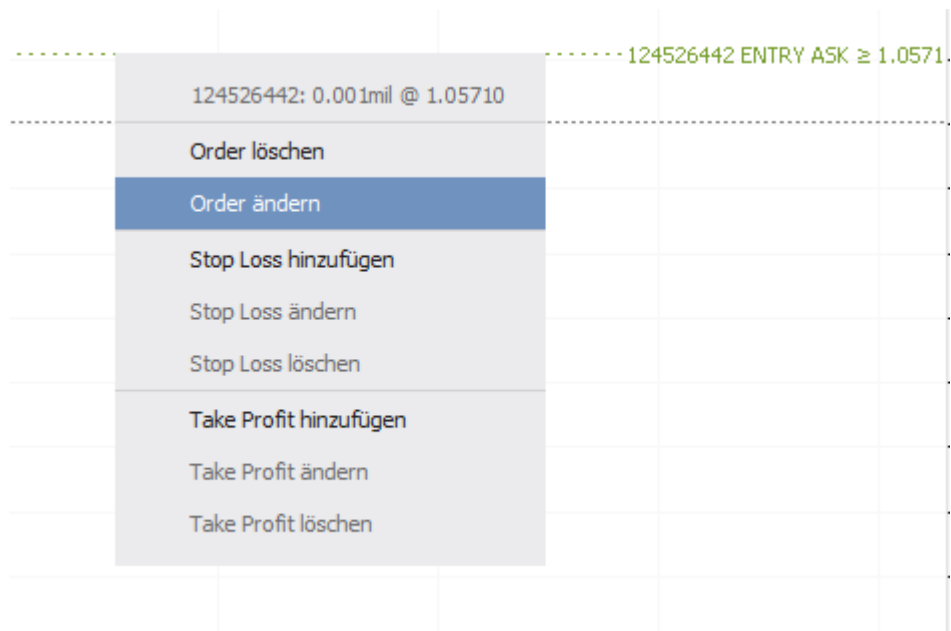 124526442 ENTRY ASK ≥ 1.0571
124526442: 0.001mil @ 1.05710
Order löschen
Order ändern
Stop Loss hinzufügen
Stop Loss ändern
Stop Loss löschen
Take Profit hinzufügen
Take Profit ändern
Take Profit löschen